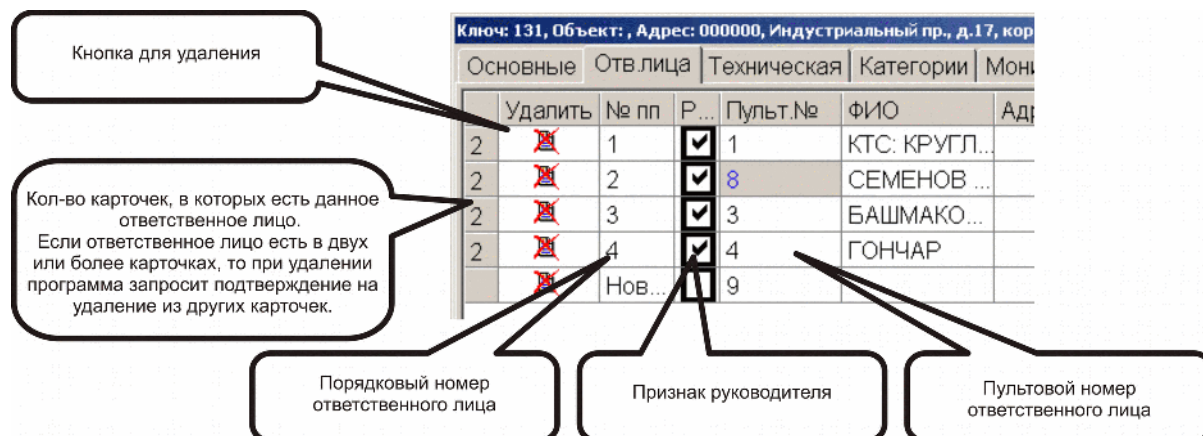 Кнопка для удаления
Ключ: 131, Объект: , Адрес: 000000, Индустриальный пр., д.17, кор
Основные Отв.лица Техническая Категории Мони
Удалить № пп Р... Пульт.№ ФИО Адр
2 1 1 КТС: КРУГЛ...
2 2 8 СЕМЕНОВ ...
2 3 3 БАШМАКО...
2 4 4 ГОНЧАР
Нов... 9
Кол-во карточек, в которых есть данное
ответственное лицо.
Если ответственное лицо есть в двух
или более карточках, то при удалении
программа запросит подтверждение на
удаление из других карточек.
Порядковый номер
ответственного лица
Признак руководителя
Пультовой номер
ответственного лица